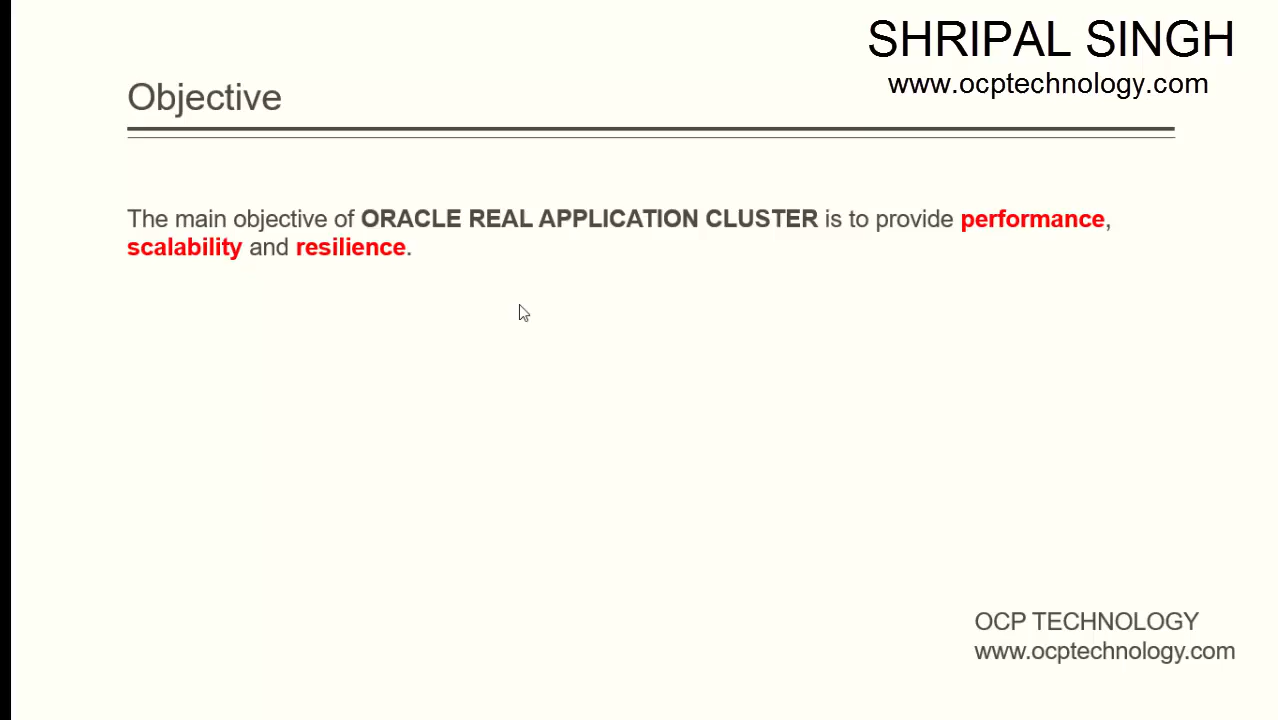 SHRIPAL SINGH
www.ocptechnology.com
Objective
The main objective of ORACLE REAL APPLICATION CLUSTER is to provide performance,
scalability and resilience.
OCP TECHNOLOGY
www.ocptechnology.com